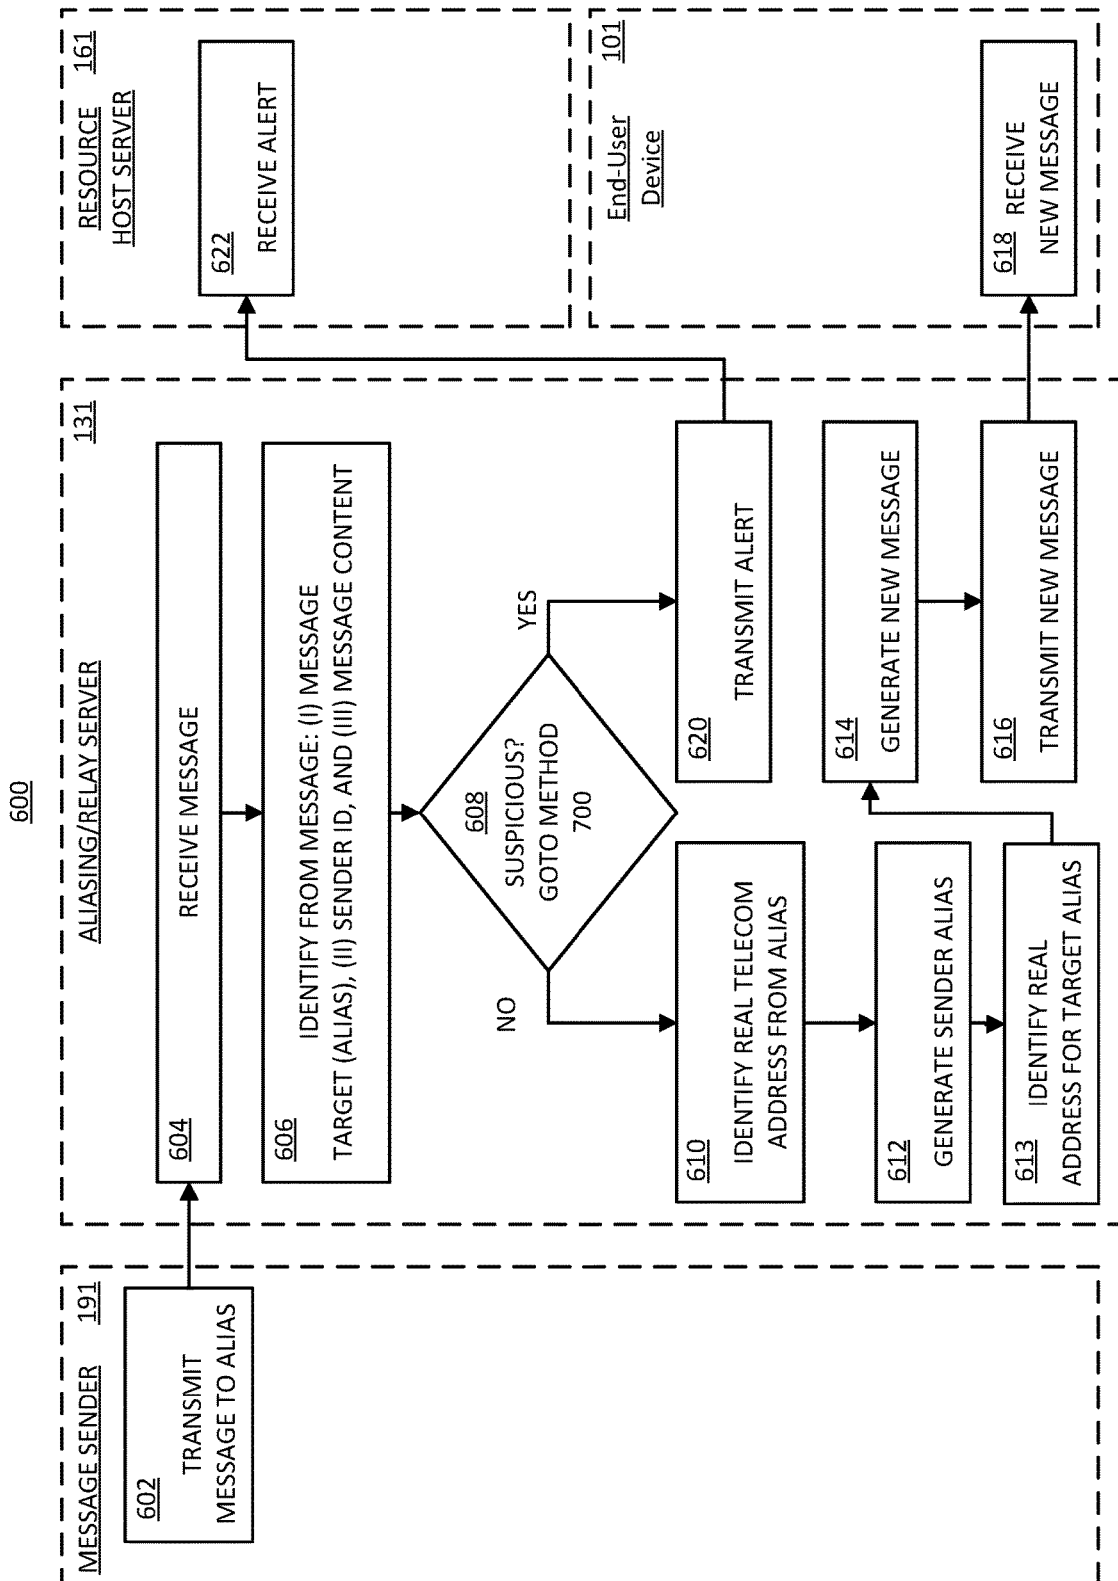 600
MESSAGE SENDER 191
602
TRANSMIT
MESSAGE TO ALIAS
ALIASING/RELAY SERVER 131
604
RECEIVE MESSAGE
606
IDENTIFY FROM MESSAGE: (I) MESSAGE
TARGET (ALIAS), (II) SENDER ID, AND (III) MESSAGE CONTENT
608
SUSPICIOUS?
GOTO METHOD
700
NO
YES
610
IDENTIFY REAL TELECOM
ADDRESS FROM ALIAS
612
GENERATE SENDER ALIAS
613 IDENTIFY REAL
ADDRESS FOR TARGET ALIAS
620
TRANSMIT ALERT
614
GENERATE NEW MESSAGE
616
TRANSMIT NEW MESSAGE
RESOURCE 161
HOST SERVER
622
RECEIVE ALERT
End-User 101
Device
618 RECEIVE
NEW MESSAGE